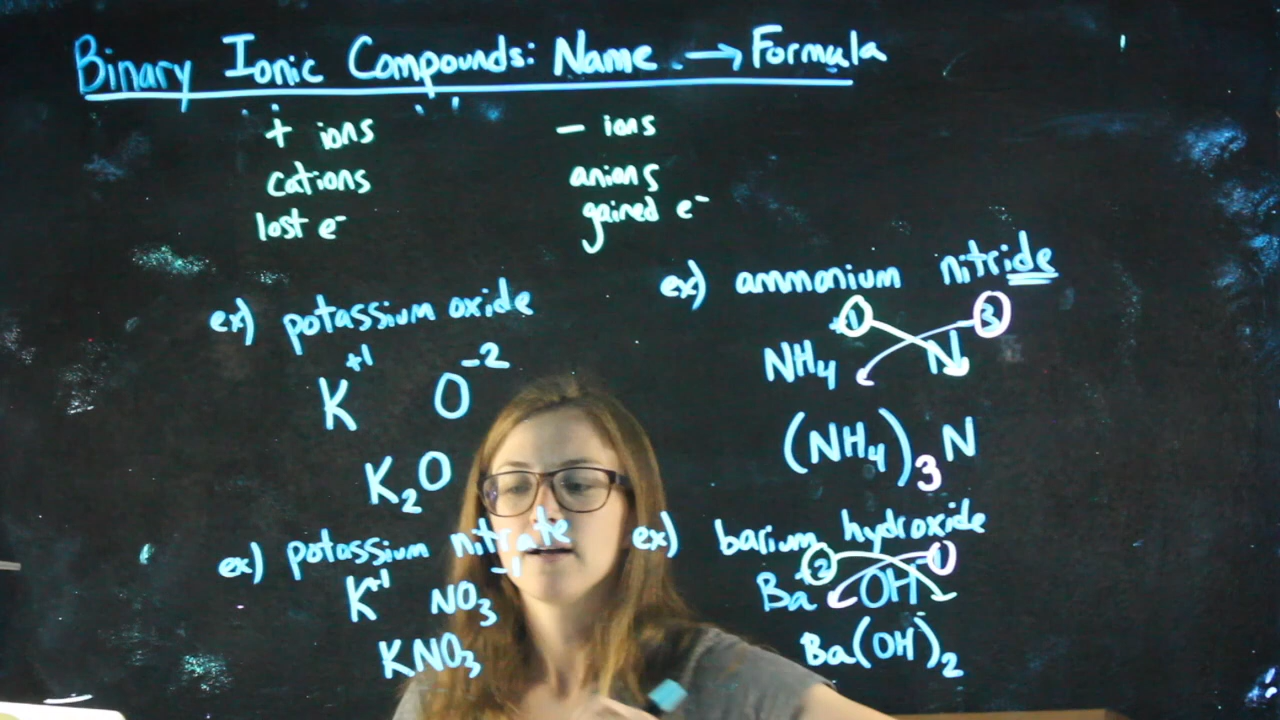 Binary Ionic Compounds: Name → Formula
+ ions
cations
lost e⁻
− ions
anions
gained e⁻
ex) potassium oxide
K⁺¹ O⁻²
K₂O
ex) potassium nitrate
K⁺¹ NO₃⁻¹
KNO₃
ex) ammonium nitride
+1 3
NH₄ N
(NH₄)₃N
ex) barium hydroxide
+2 -1
Ba OH
Ba(OH)₂